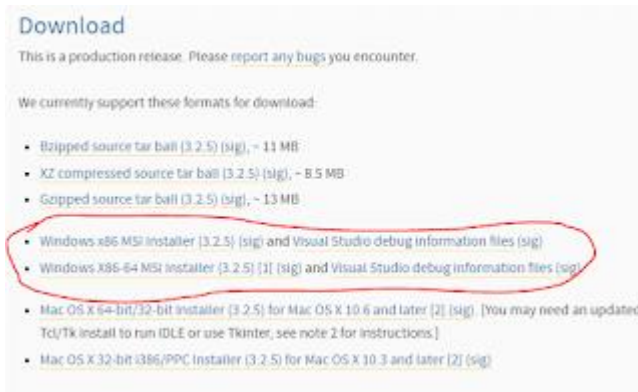 Download
This is a production release. Please report any bugs you encounter.
We currently support these formats for download:
Bzipped source tar ball (3.2.5) (sig), ~ 11 MB
XZ compressed source tar ball (3.2.5) (sig), ~ 8.5 MB
Gzipped source tar ball (3.2.5) (sig), ~ 13 MB
Windows x86 MSI Installer (3.2.5) (sig) and Visual Studio debug information files (sig)
Windows X86-64 MSI Installer (3.2.5) [1] (sig) and Visual Studio debug information files (sig)
Mac OS X 64-bit/32-bit Installer (3.2.5) for Mac OS X 10.6 and later [2] (sig). [You may need an updated
Tcl/Tk install to run IDLE or use Tkinter, see note 2 for instructions.]
Mac OS X 32-bit i386/PPC Installer (3.2.5) for Mac OS X 10.3 and later [2] (sig)